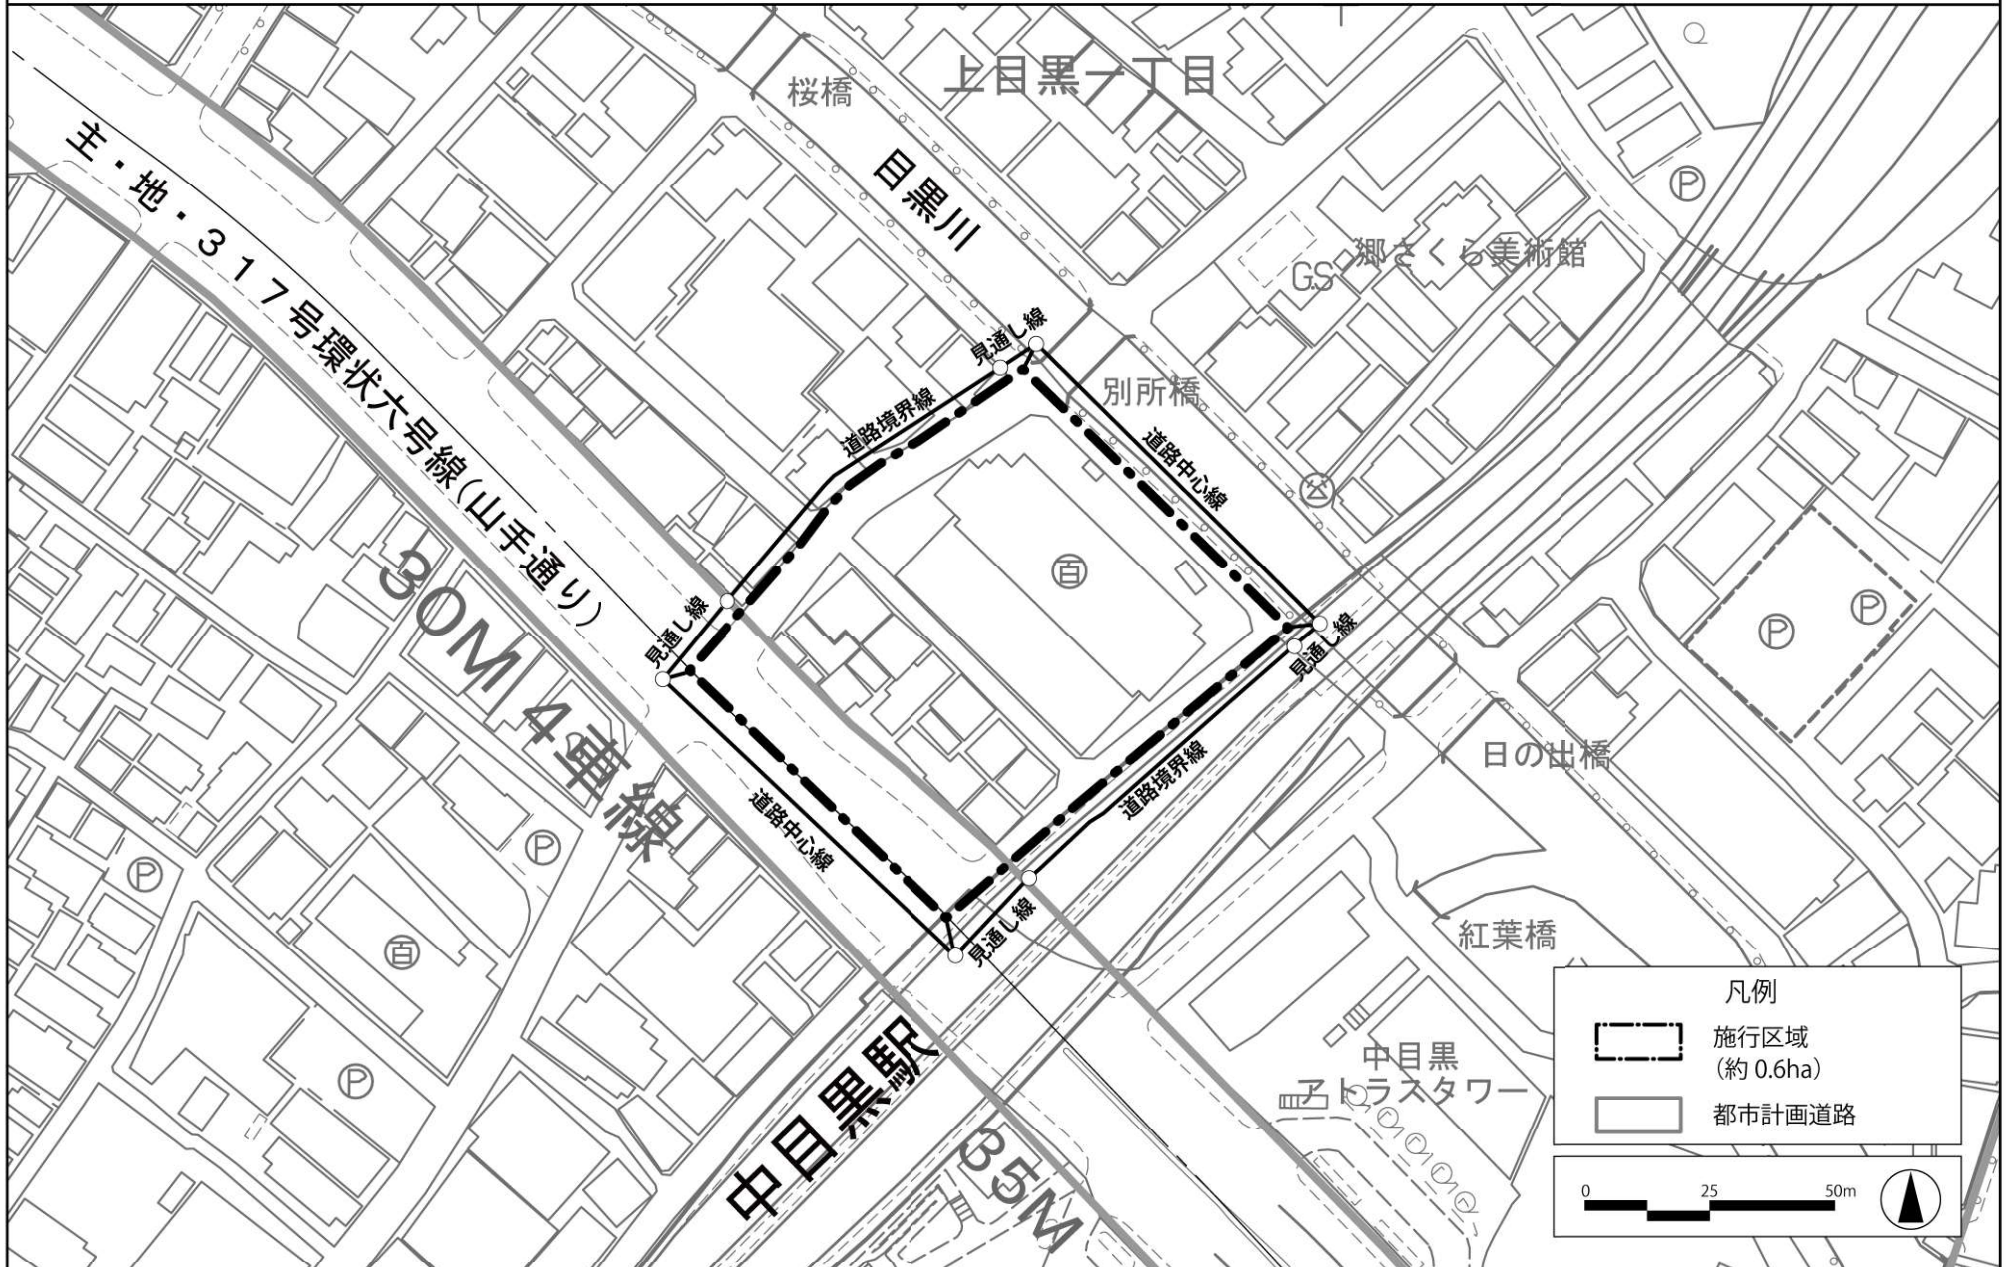 上目黒一丁目
桜橋
目黒川
主・地・317号環状六号線(山手通り)
GS
郷さくら美術館
P
見通し線
道路境界線
別所橋
道路中心線
百
30M
4車線
見通し線
見通し線
P
P
道路中心線
道路境界線
日の出橋
P
P
百
見通し線
紅葉橋
P
中目黒駅
35M
中目黒
アトラスタワー
凡例
施行区域
(約 0.6ha)
都市計画道路
0 25 50m